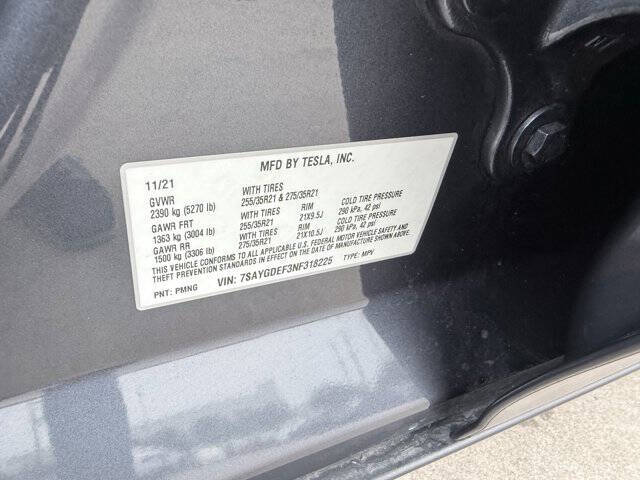 MFD BY TESLA, INC.
11/21
GVWR WITH TIRES
2390 kg (5270 lb) 255/35R21 & 275/35R21
GAWR FRT WITH TIRES RIM COLD TIRE PRESSURE
1363 kg (3004 lb) 255/35R21 21X9.5J 290 kPa, 42 psi
GAWR RR WITH TIRES RIM COLD TIRE PRESSURE
1500 kg (3306 lb) 275/35R21 21X10.5J 290 kPa, 42 psi
THIS VEHICLE CONFORMS TO ALL APPLICABLE U.S. FEDERAL MOTOR VEHICLE SAFETY AND
THEFT PREVENTION STANDARDS IN EFFECT ON THE DATE OF MANUFACTURE SHOWN ABOVE.
PNT: PMNG VIN: 7SAYGDEF3NF318225 TYPE: MPV